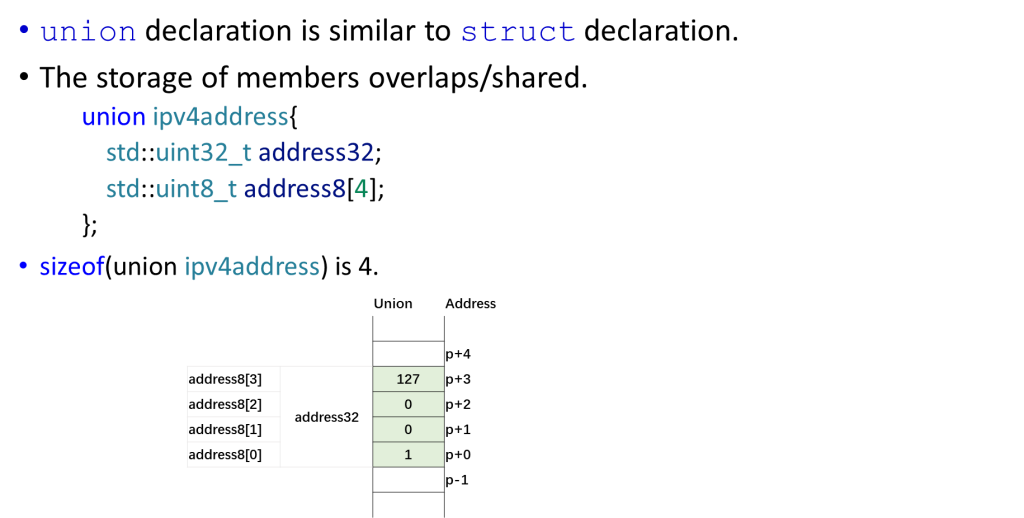 • union declaration is similar to struct declaration.
• The storage of members overlaps/shared.
union ipv4address{
std::uint32_t address32;
std::uint8_t address8[4];
};
• sizeof(union ipv4address) is 4.
Union Address
p+4
address8[3] 127 p+3
address8[2] 0 p+2
address32
address8[1] 0 p+1
address8[0] 1 p+0
p-1